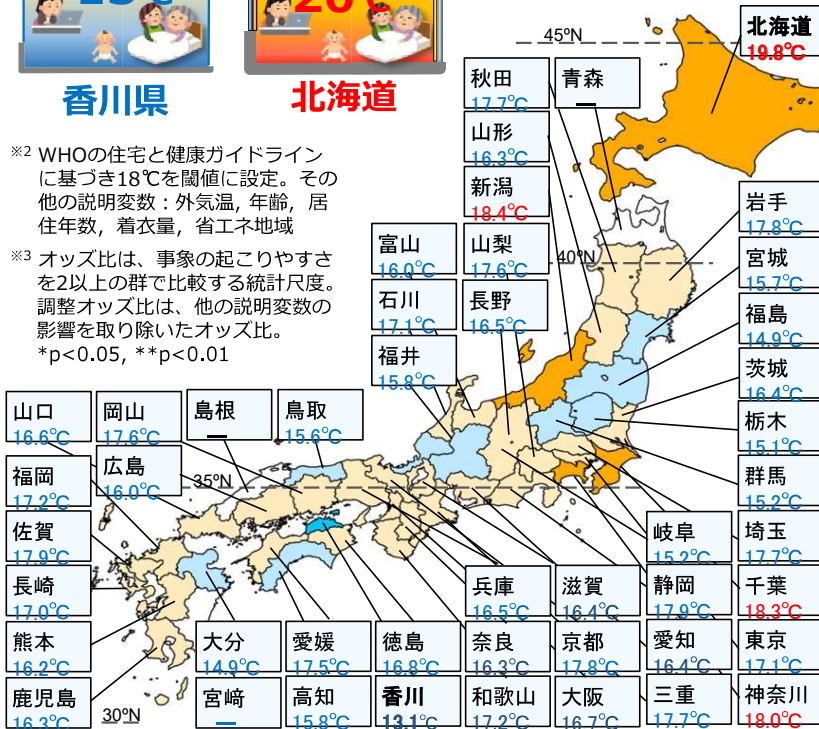 香川県
北海道
※2 WHOの住宅と健康ガイドライン
に基づき18℃を閾値に設定。その
他の説明変数：外気温, 年齢，居
住年数，着衣量，省エネ地域
※3 オッズ比は、事象の起こりやすさ
を2以上の群で比較する統計尺度。
調整オッズ比は、他の説明変数の
影響を取り除いたオッズ比。
*p<0.05, **p<0.01
45ºN
北海道
19.8℃
秋田
17.7℃
青森
山形
16.3℃
新潟
18.4℃
岩手
17.8℃
富山
16.0℃
山梨
17.6℃
40ºN
宮城
15.7℃
石川
17.1℃
長野
16.5℃
福島
14.9℃
福井
15.8℃
茨城
16.4℃
山口
16.6℃
岡山
17.6℃
島根
鳥取
15.6℃
栃木
15.1℃
福岡
17.2℃
広島
16.0℃
35ºN
群馬
15.2℃
佐賀
17.9℃
岐阜
15.2℃
埼玉
17.7℃
長崎
17.0℃
兵庫
16.5℃
滋賀
16.4℃
静岡
17.9℃
千葉
18.3℃
熊本
16.2℃
大分
14.9℃
愛媛
17.5℃
徳島
16.8℃
奈良
16.3℃
京都
17.8℃
愛知
16.4℃
東京
17.1℃
鹿児島
16.3℃
30ºN
宮﨑
高知
15.8℃
香川
13.1℃
和歌山
17.2℃
大阪
16.7℃
三重
17.7℃
神奈川
18.0℃